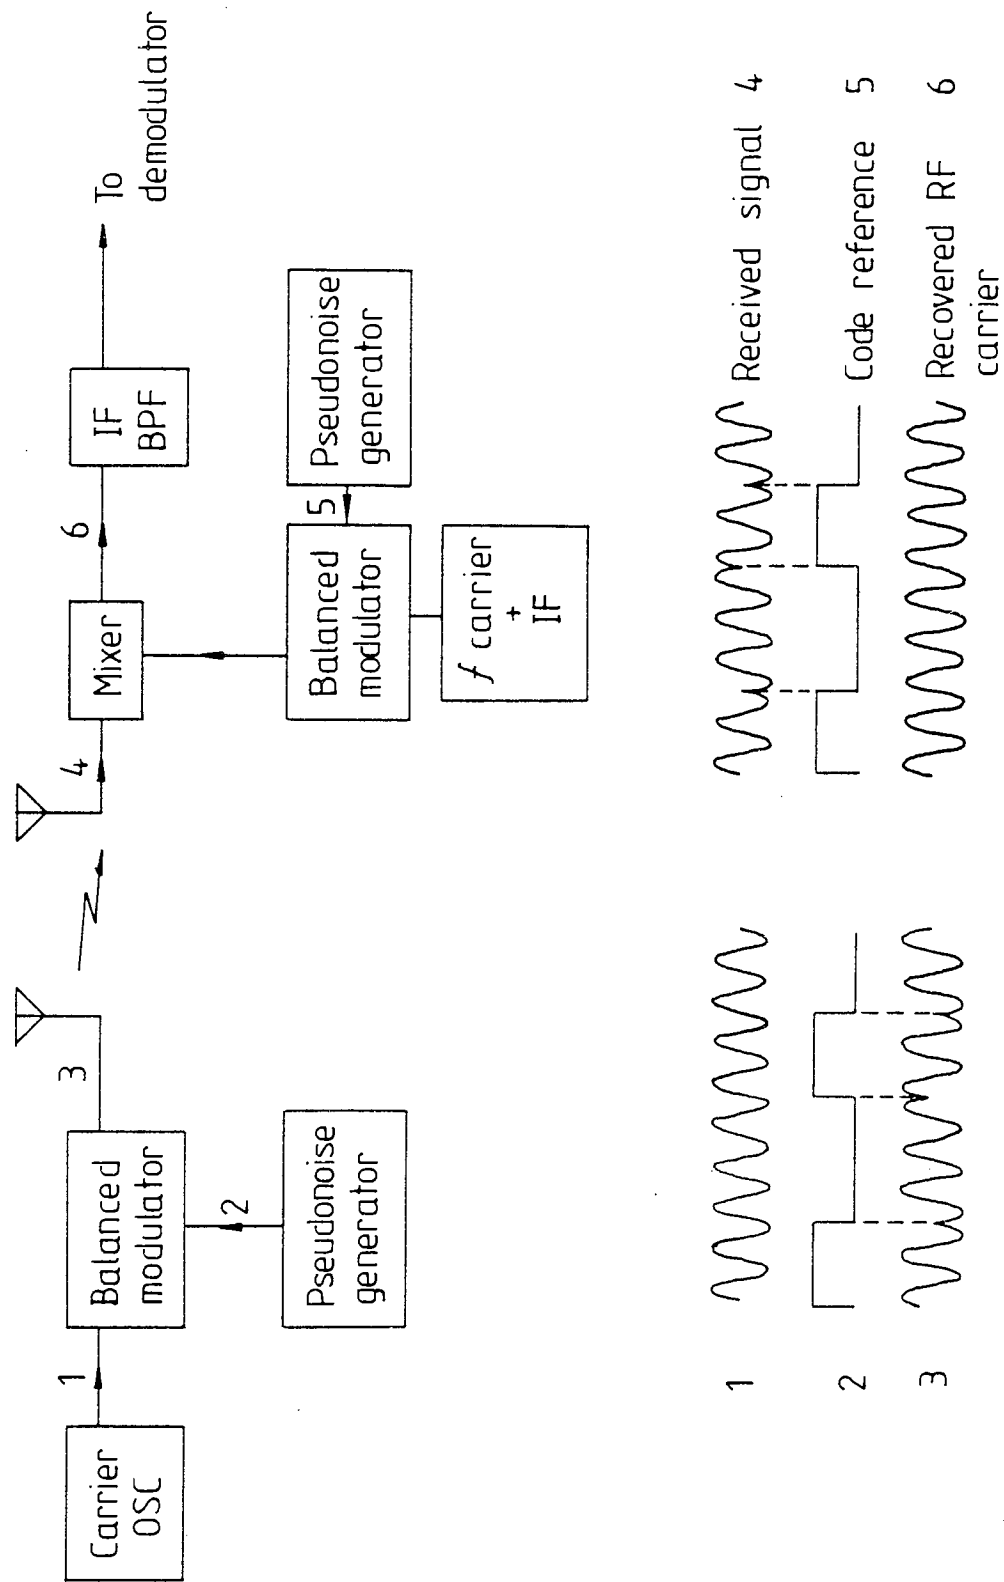 Carrier
OSC
1
Balanced
modulator
2
Pseudonoise
generator
3
4
Mixer
6
IF
BPF
To
demodulator
Balanced
modulator
5
Pseudonoise
generator
f carrier
+
IF
1
2
3
Received signal 4
Code reference 5
Recovered RF 6
carrier